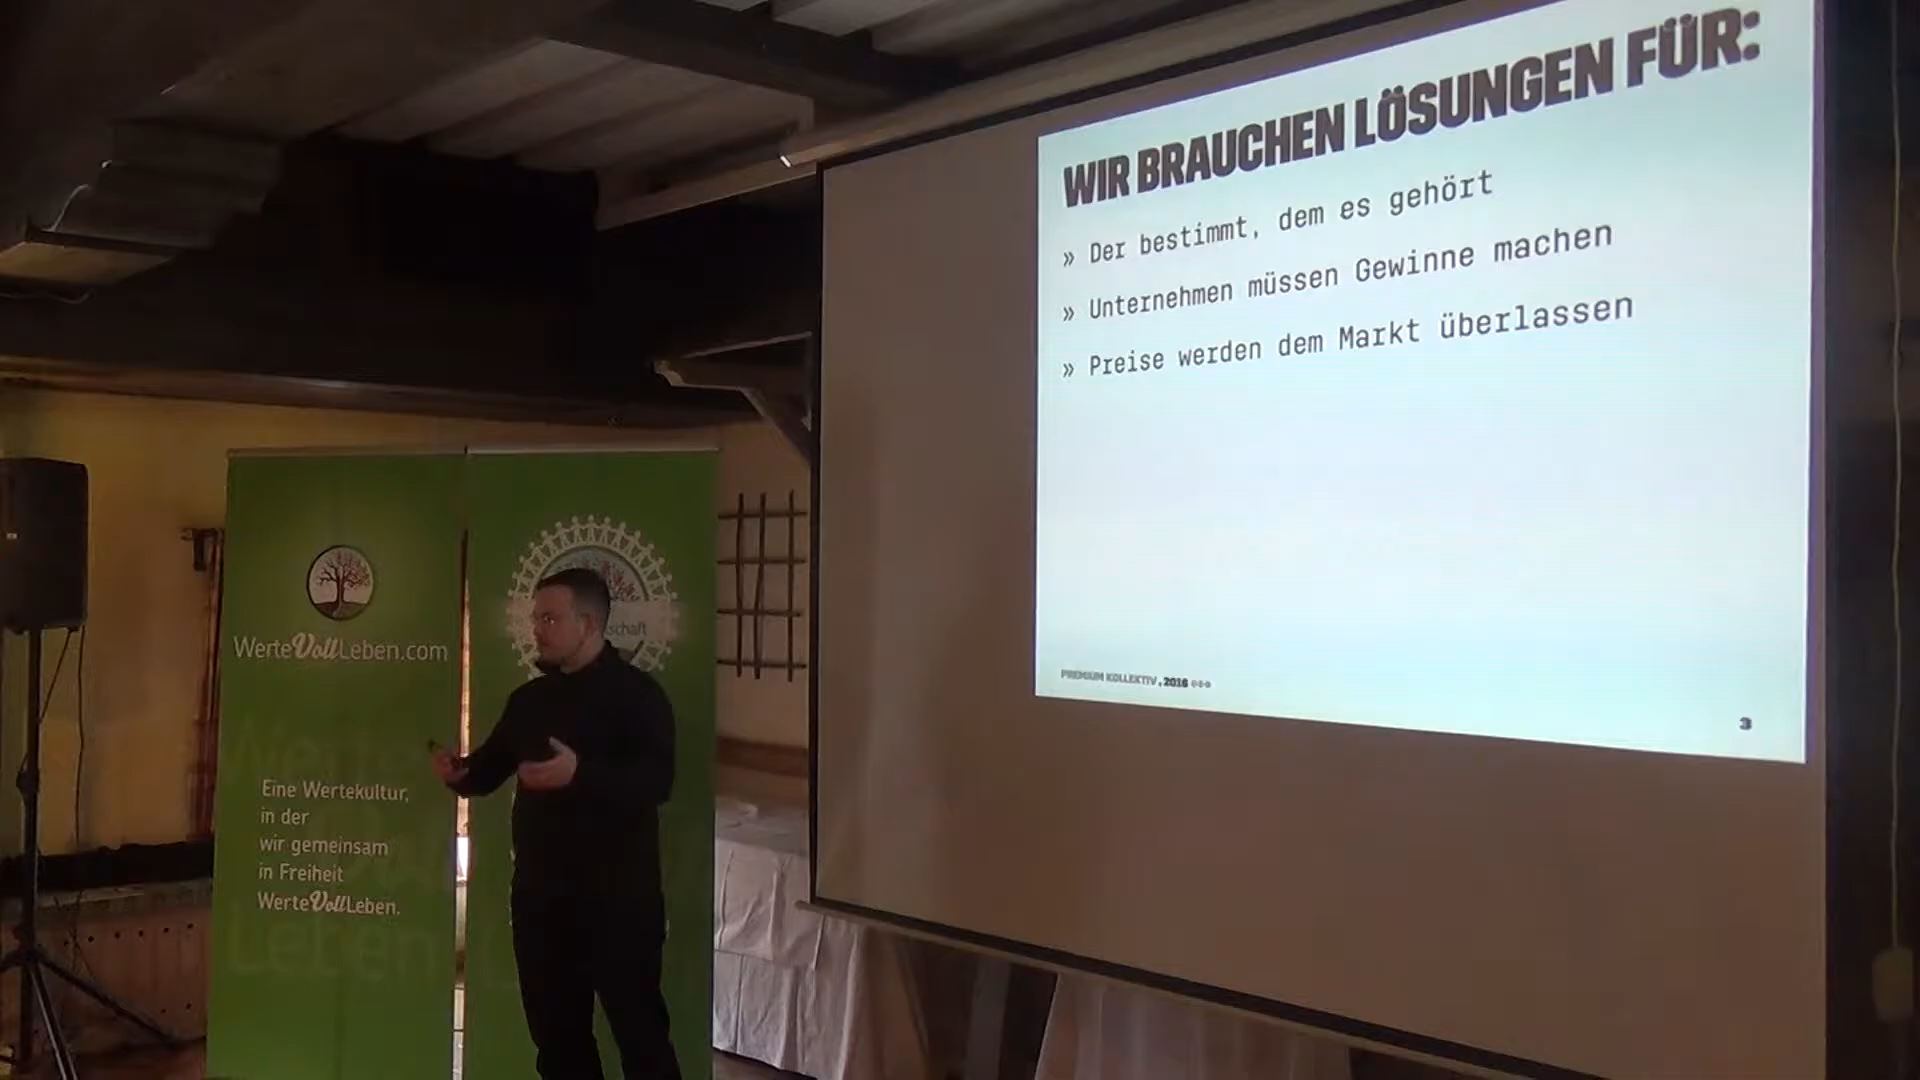 WIR BRAUCHEN LÖSUNGEN FÜR:
» Der bestimmt, dem es gehört
» Unternehmen müssen Gewinne machen
» Preise werden dem Markt überlassen
PREMIUM KOLLEKTIV, 2016
3
WerteVollLeben.com
Eine Wertekultur,
in der
wir gemeinsam
in Freiheit
WerteVollLeben.
schaft